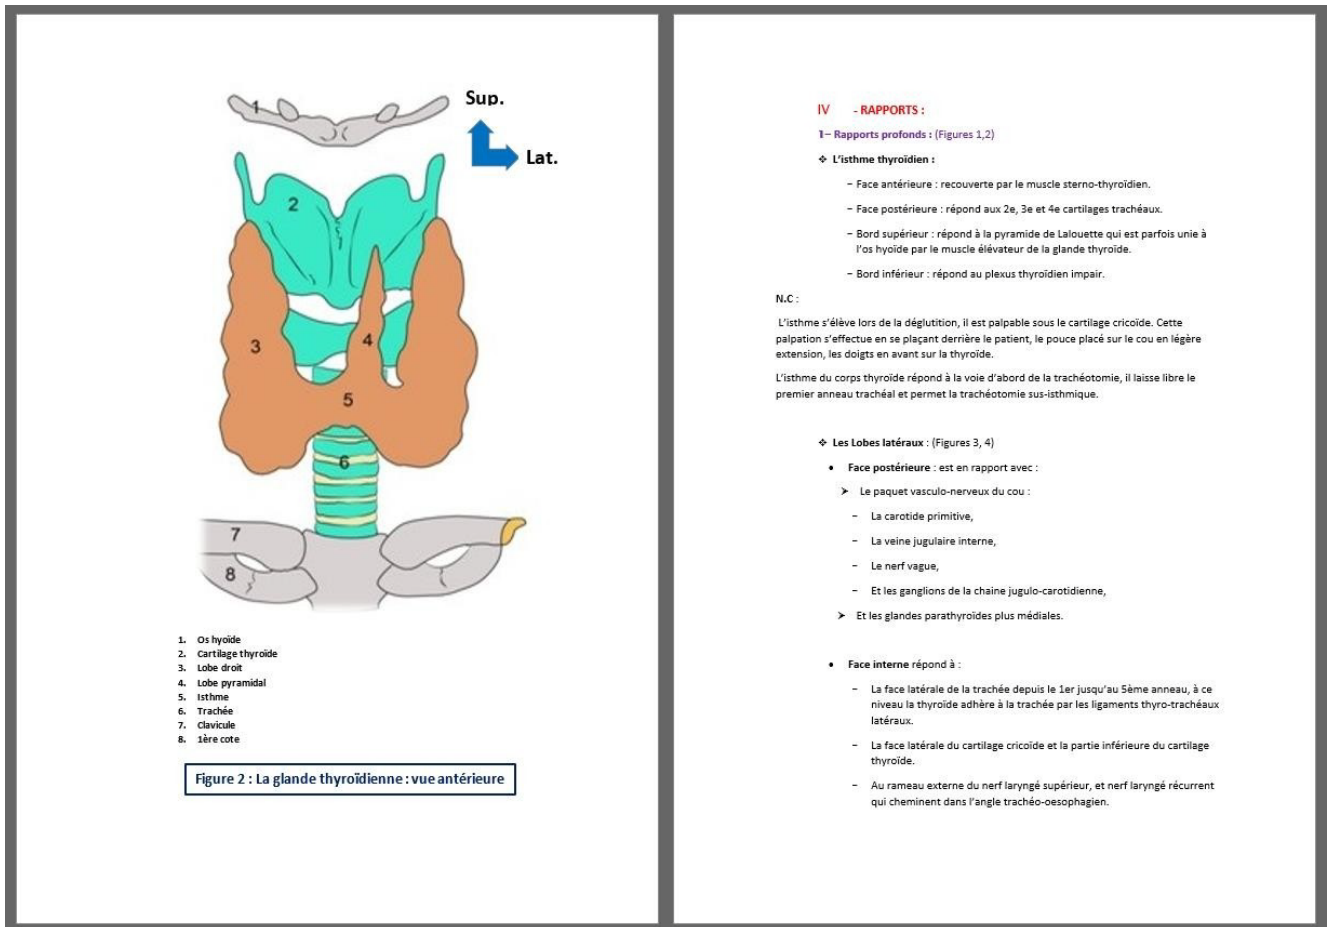 Sup.
Lat.
1
2
3
4
5
6
7
8
1. Os hyoïde
2. Cartilage thyroïde
3. Lobe droit
4. Lobe pyramidal
5. Isthme
6. Trachée
7. Clavicule
8. 1ère cote
Figure 2 : La glande thyroïdienne : vue antérieure
IV - RAPPORTS :
1– Rapports profonds : (Figures 1,2)
❖ L’isthme thyroïdien :
– Face antérieure : recouverte par le muscle sterno-thyroïdien.
– Face postérieure : répond aux 2e, 3e et 4e cartilages trachéaux.
– Bord supérieur : répond à la pyramide de Lalouette qui est parfois unie à
l’os hyoïde par le muscle élévateur de la glande thyroïde.
– Bord inférieur : répond au plexus thyroïdien impair.
N.C :
L’isthme s’élève lors de la déglutition, il est palpable sous le cartilage cricoïde. Cette
palpation s’effectue en se plaçant derrière le patient, le pouce placé sur le cou en légère
extension, les doigts en avant sur la thyroïde.
L’isthme du corps thyroïde répond à la voie d’abord de la trachéotomie, il laisse libre le
premier anneau trachéal et permet la trachéotomie sus-isthmique.
❖ Les Lobes latéraux : (Figures 3, 4)
• Face postérieure : est en rapport avec :
➢ Le paquet vasculo-nerveux du cou :
– La carotide primitive,
– La veine jugulaire interne,
– Le nerf vague,
– Et les ganglions de la chaine jugulo-carotidienne,
➢ Et les glandes parathyroïdes plus médiales.
• Face interne répond à :
– La face latérale de la trachée depuis le 1er jusqu’au 5ème anneau, à ce
niveau la thyroïde adhère à la trachée par les ligaments thyro-trachéaux
latéraux.
– La face latérale du cartilage cricoïde et la partie inférieure du cartilage
thyroïde.
– Au rameau externe du nerf laryngé supérieur, et nerf laryngé récurrent
qui cheminent dans l’angle trachéo-oesophagien.